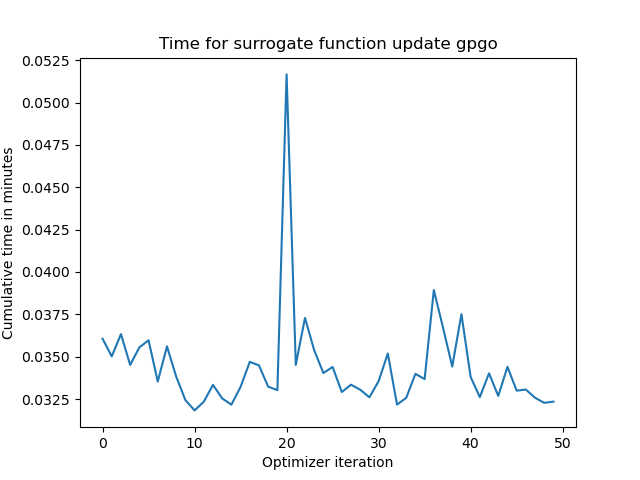 Time for surrogate function update gpgo
Cumulative time in minutes
0.0525
0.0500
0.0475
0.0450
0.0425
0.0400
0.0375
0.0350
0.0325
0 10 20 30 40 50
Optimizer iteration